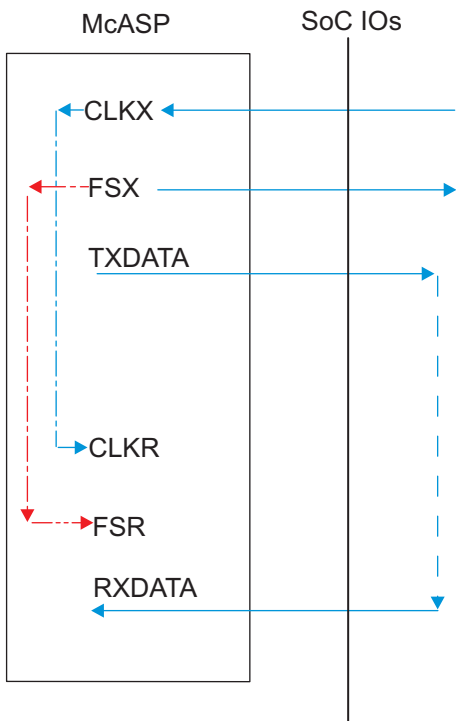 McASP
SoC IOs
CLKX
FSX
TXDATA
CLKR
FSR
RXDATA